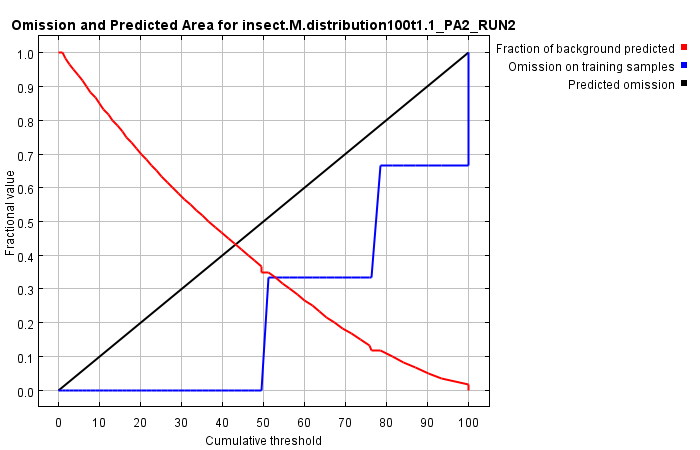 Omission and Predicted Area for insect.M.distribution100t1.1_PA2_RUN2
Fraction of background predicted
Omission on training samples
Predicted omission
Fractional value
1.0
0.9
0.8
0.7
0.6
0.5
0.4
0.3
0.2
0.1
0.0
0 10 20 30 40 50 60 70 80 90 100
Cumulative threshold